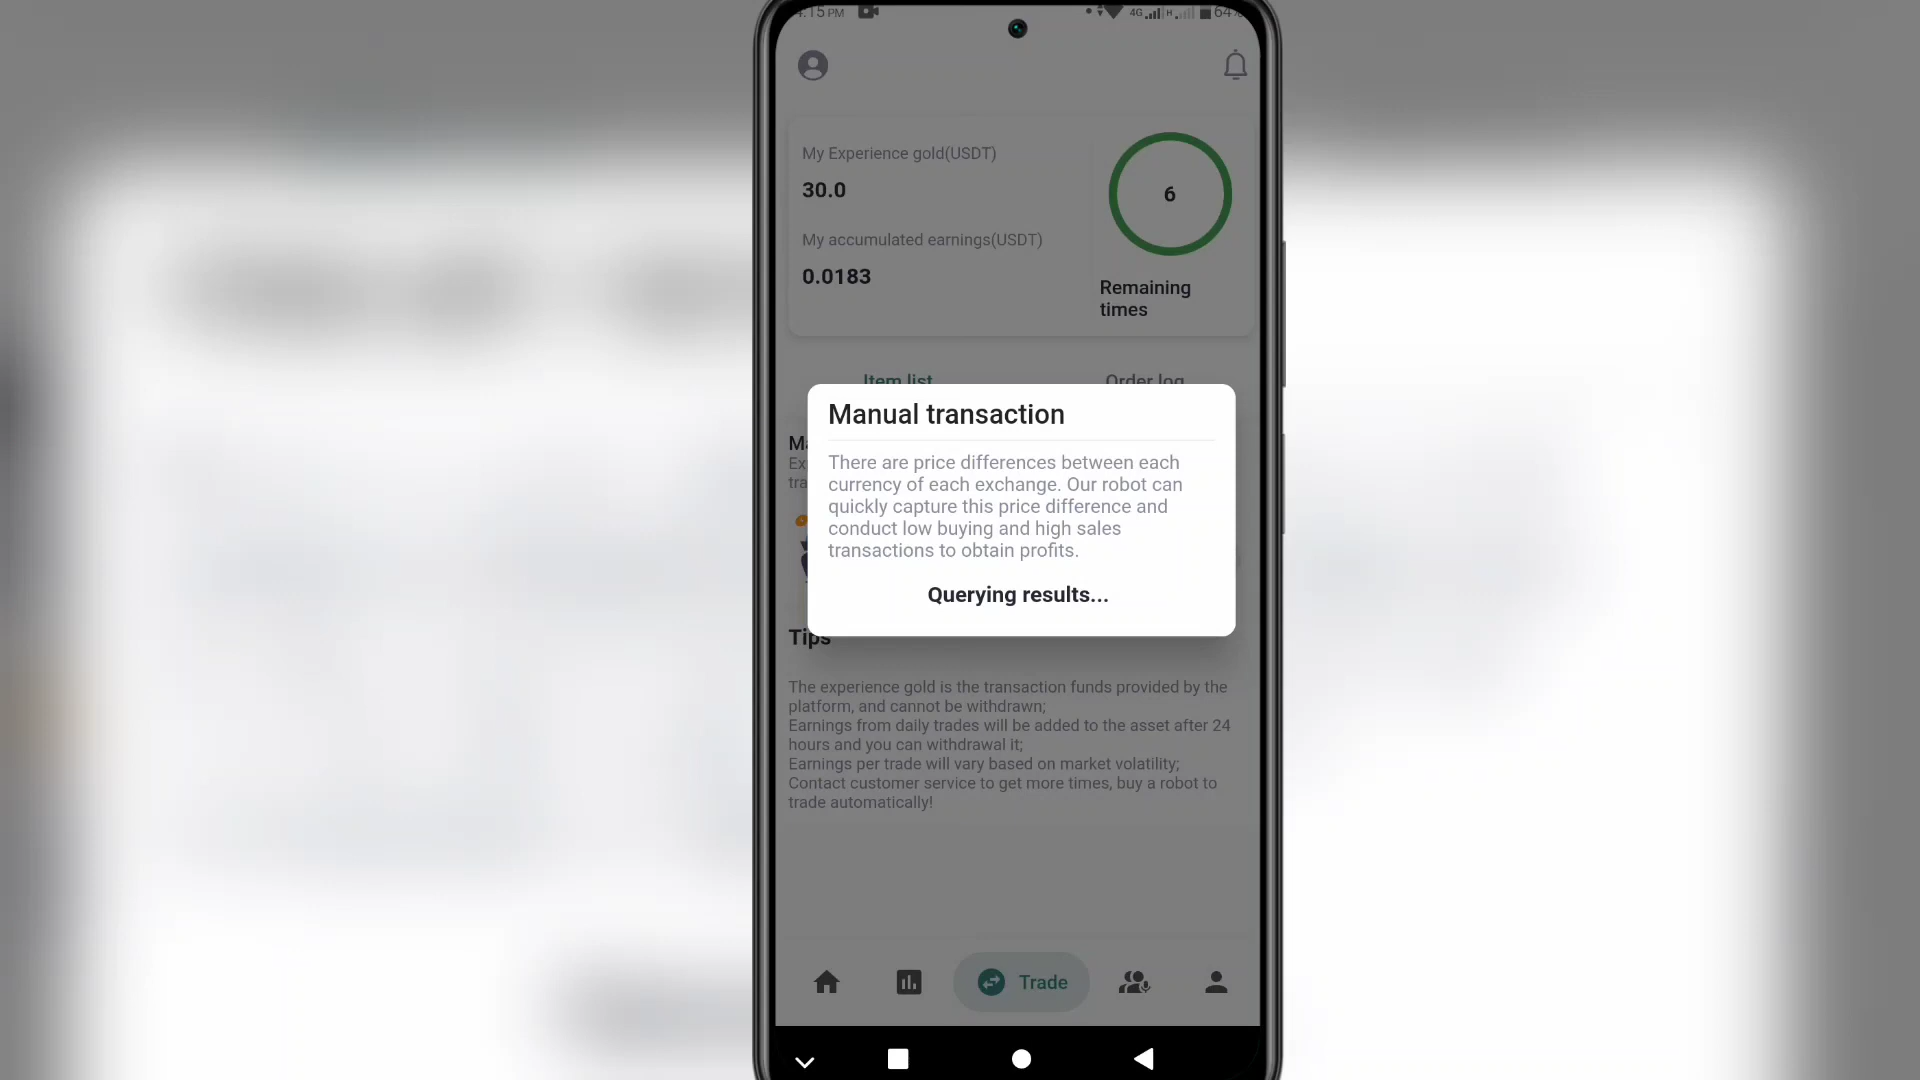 4:15 PM
4G
H
64%
My Experience gold(USDT)
30.0
6
My accumulated earnings(USDT)
0.0183
Remaining
times
Item list
Order log
Manual transaction
There are price differences between each
currency of each exchange. Our robot can
quickly capture this price difference and
conduct low buying and high sales
transactions to obtain profits.
Querying results...
Ma
Ex
tra
Tips
The experience gold is the transaction funds provided by the
platform, and cannot be withdrawn;
Earnings from daily trades will be added to the asset after 24
hours and you can withdrawal it;
Earnings per trade will vary based on market volatility;
Contact customer service to get more times, buy a robot to
trade automatically!
Trade